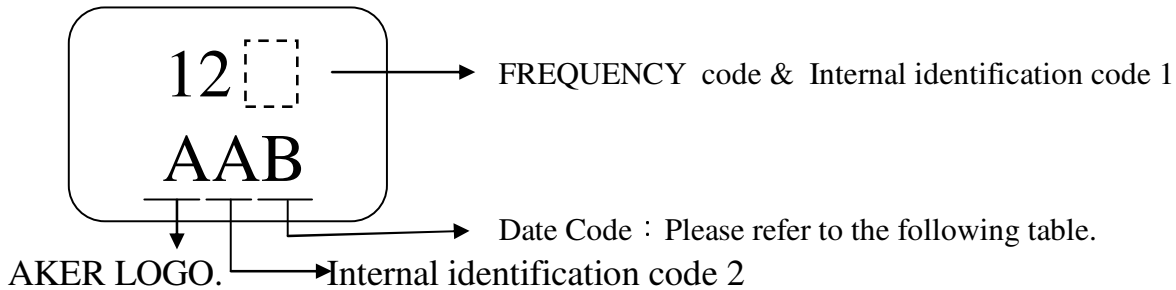 12 FREQUENCY code & Internal identification code 1
AAB
Date Code：Please refer to the following table.
AKER LOGO. Internal identification code 2